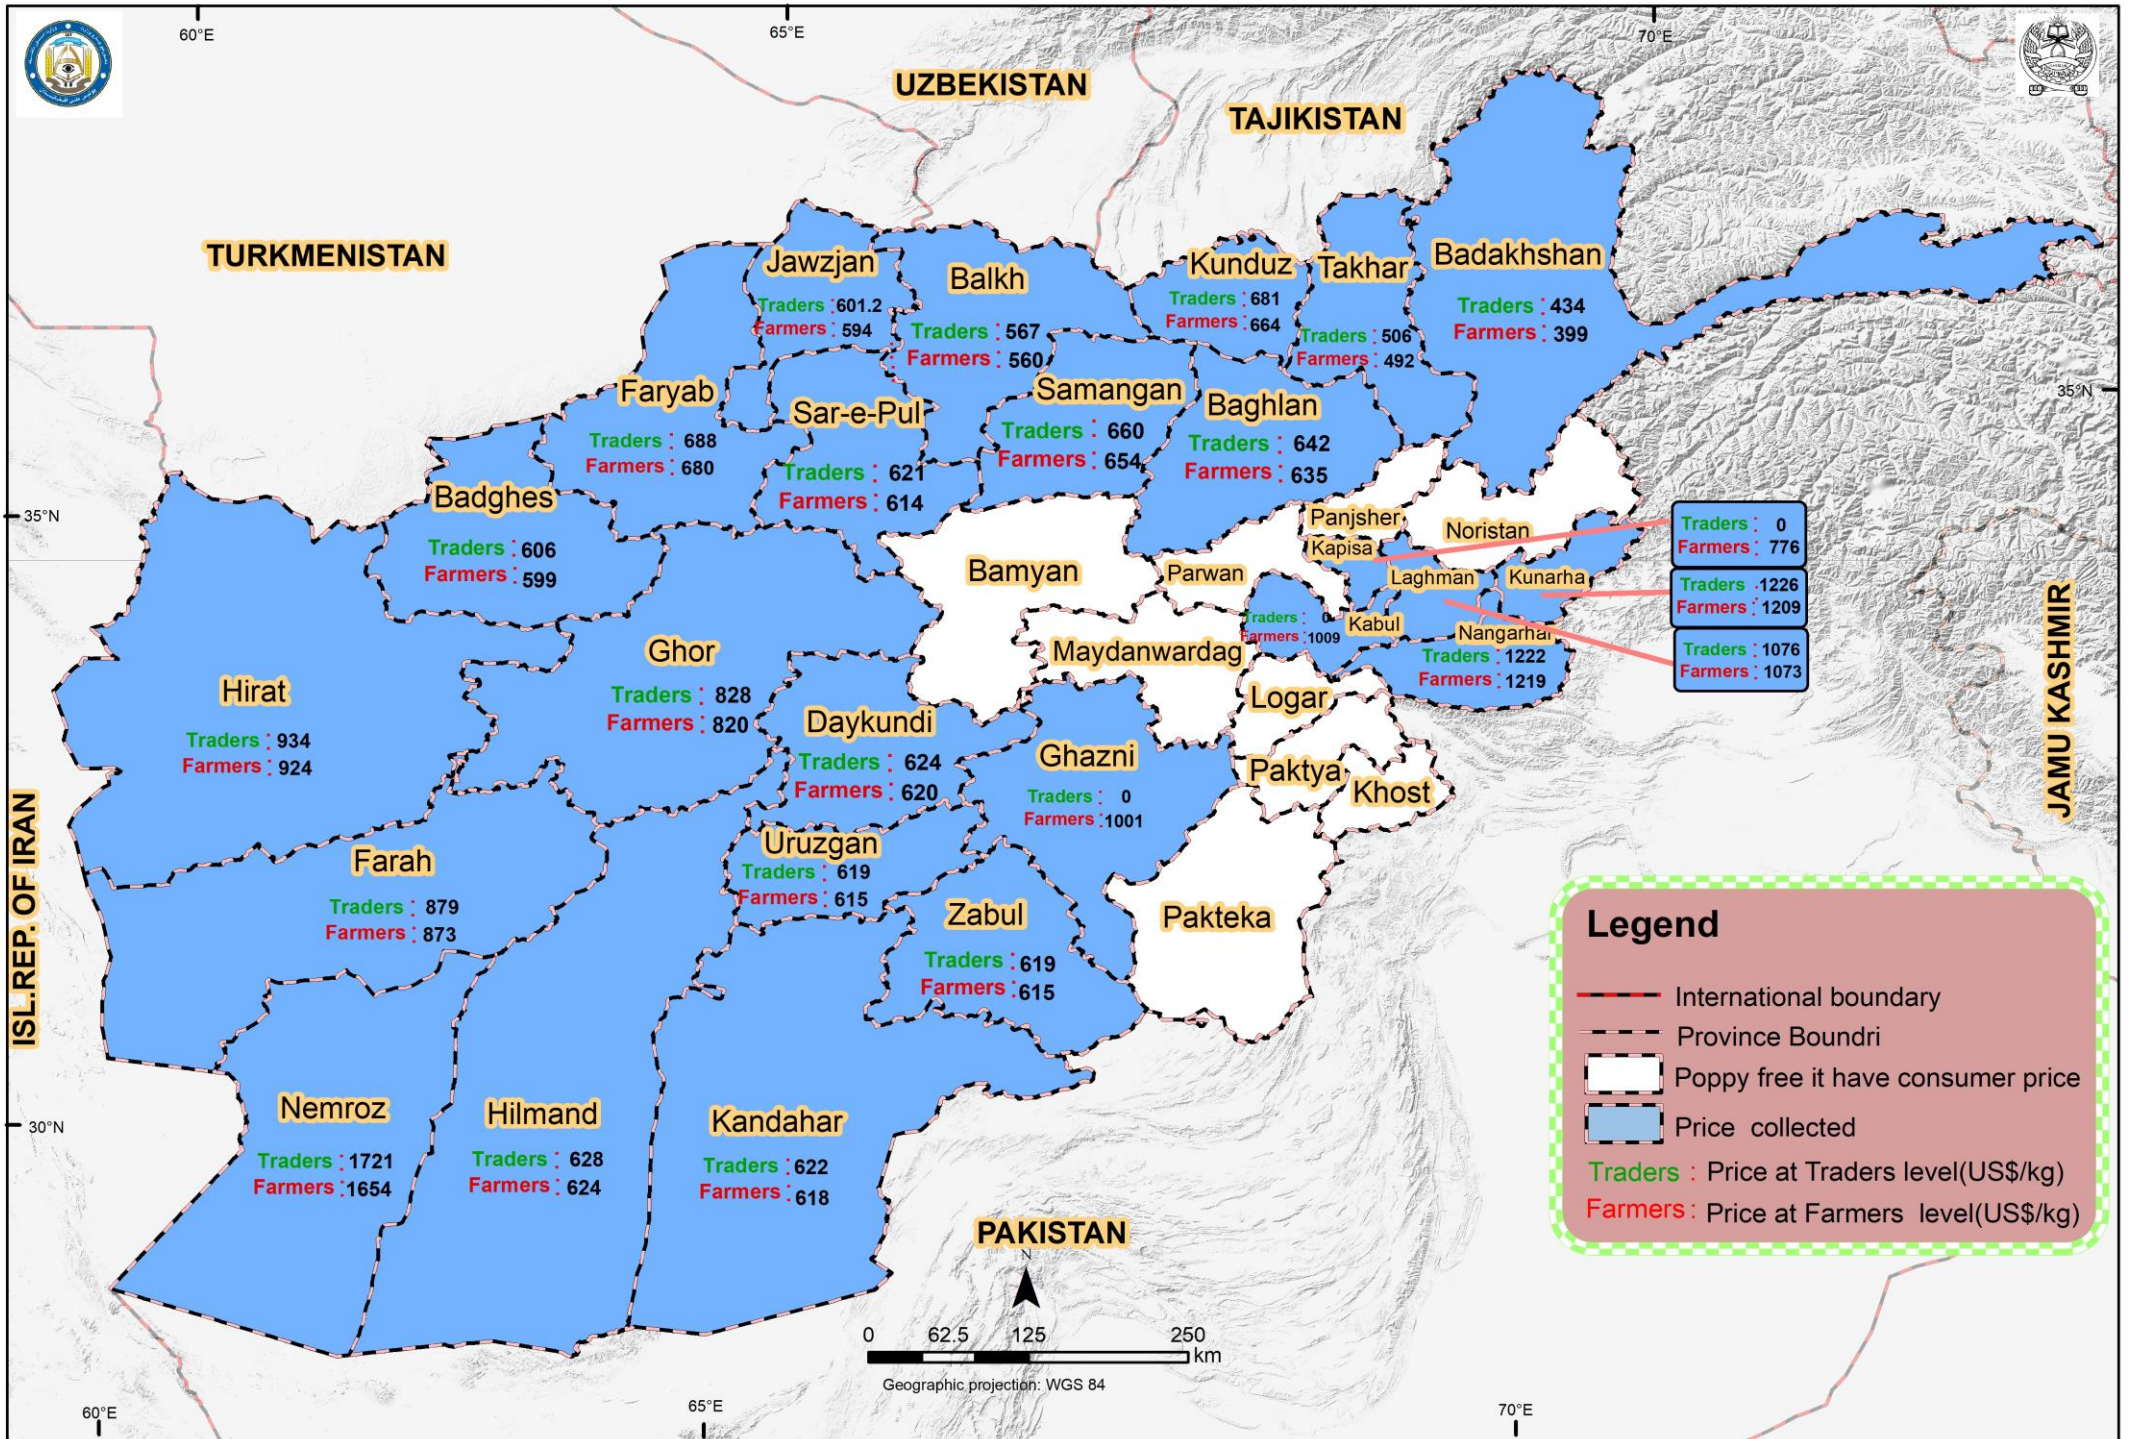 60°E
65°E
70°E
UZBEKISTAN
TAJIKISTAN
TURKMENISTAN
Jawzjan
Traders : 601.2
Farmers : 594
Balkh
Traders : 567
Farmers : 560
Kunduz
Traders : 681
Farmers : 664
Takhar
Traders : 506
Farmers : 492
Badakhshan
Traders : 434
Farmers : 399
35°N
Faryab
Traders : 688
Farmers : 680
Sar-e-Pul
Traders : 621
Farmers : 614
Samangan
Traders : 660
Farmers : 654
Baghlan
Traders : 642
Farmers : 635
35°N
Badghes
Traders : 606
Farmers : 599
Bamyan
Panjsher
Noristan
Kapisa
Parwan
Laghman
Kunarha
Traders : 0
Farmers : 776
Traders : 1226
Farmers : 1209
Traders : 1076
Farmers : 1073
Traders : 0
Farmers : 1009
Kabul
Nangarhar
Traders : 1222
Farmers : 1219
Maydanwardag
JAMU KASHMIR
Hirat
Traders : 934
Farmers : 924
Ghor
Traders : 828
Farmers : 820
Daykundi
Traders : 624
Farmers : 620
Ghazni
Traders : 0
Farmers : 1001
Logar
Paktya
Khost
ISL.REP. OF IRAN
Farah
Traders : 879
Farmers : 873
Uruzgan
Traders : 619
Farmers : 615
Zabul
Traders : 619
Farmers : 615
Pakteka
Nemroz
Traders : 1721
Farmers : 1654
Hilmand
Traders : 628
Farmers : 624
Kandahar
Traders : 622
Farmers : 618
30°N
PAKISTAN
N
0 62.5 125 250
km
Geographic projection: WGS 84
Legend
International boundary
Province Boundri
Poppy free it have consumer price
Price collected
Traders : Price at Traders level(US$/kg)
Farmers : Price at Farmers level(US$/kg)
60°E
65°E
70°E